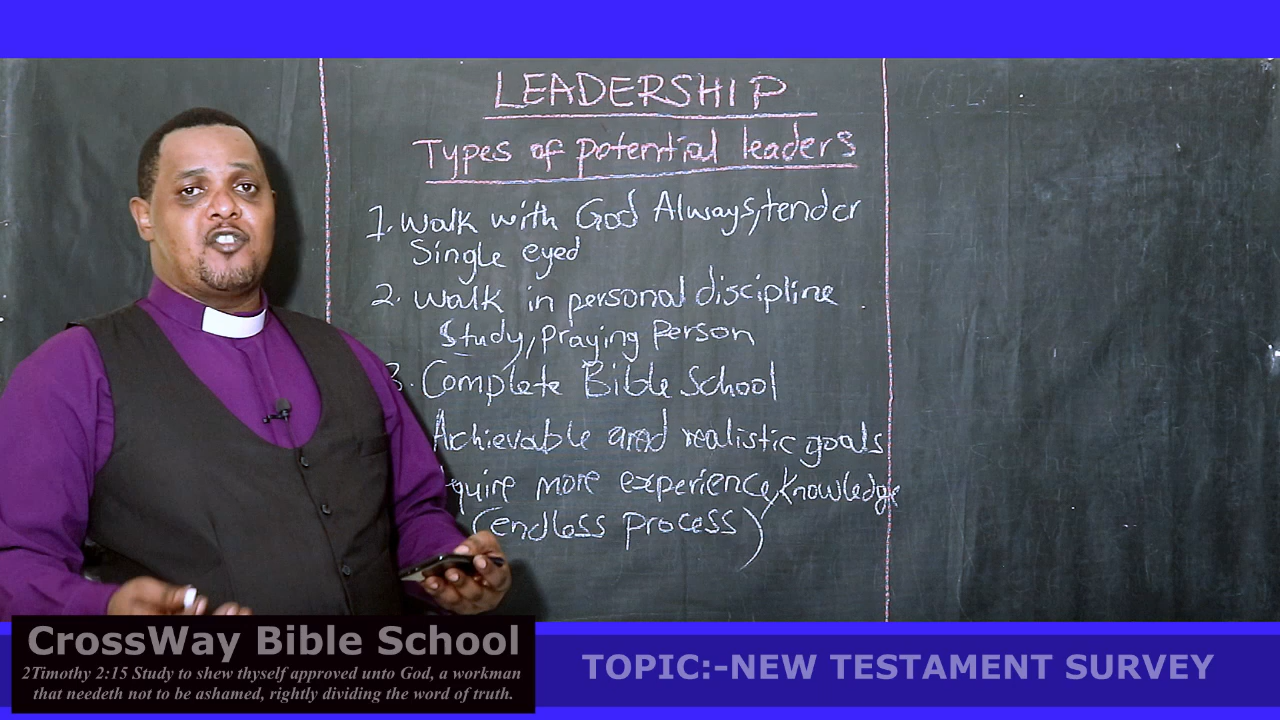 LEADERSHIP
Types of potential leaders
1. Walk with God Always, tender
Single eyed
2. Walk in personal discipline
Study, Praying Person
3. Complete Bible School
Achievable and realistic goals
more experience, Knowledge
(endless process)
CrossWay Bible School
2Timothy 2:15 Study to shew thyself approved unto God, a workman
that needeth not to be ashamed, rightly dividing the word of truth.
TOPIC:-NEW TESTAMENT SURVEY